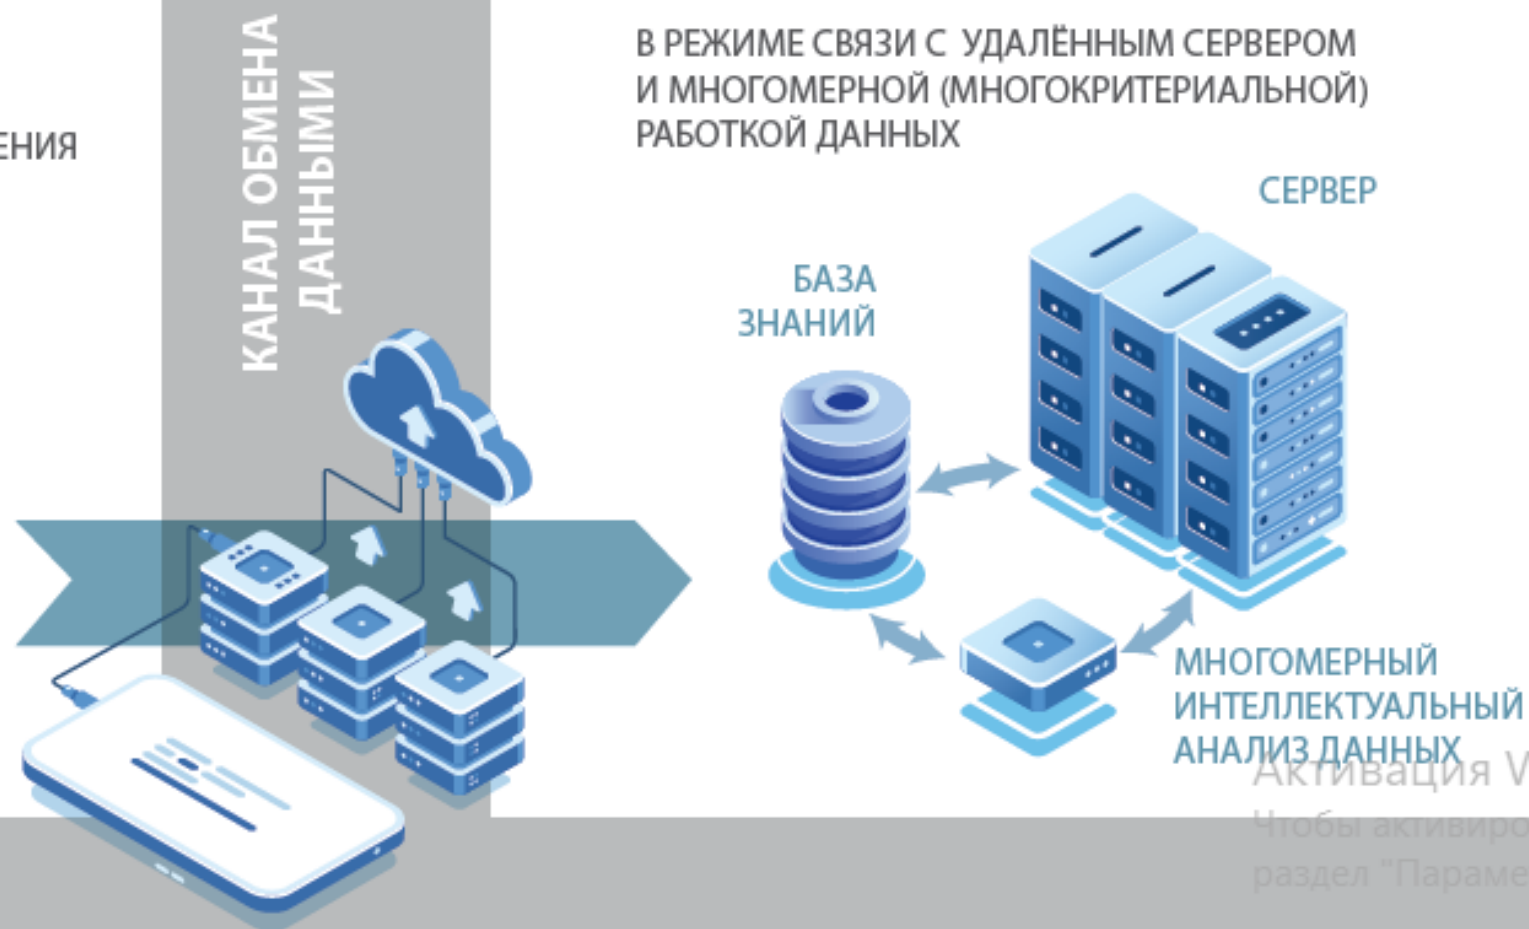 ЕНИЯ
КАНАЛ ОБМЕНА
ДАННЫМИ
В РЕЖИМЕ СВЯЗИ С УДАЛЁННЫМ СЕРВЕРОМ
И МНОГОМЕРНОЙ (МНОГОКРИТЕРИАЛЬНОЙ)
РАБОТКОЙ ДАННЫХ
СЕРВЕР
БАЗА
ЗНАНИЙ
МНОГОМЕРНЫЙ
ИНТЕЛЛЕКТУАЛЬНЫЙ
АНАЛИЗ ДАННЫХ
Активация
Чтобы активиро
раздел "Параме